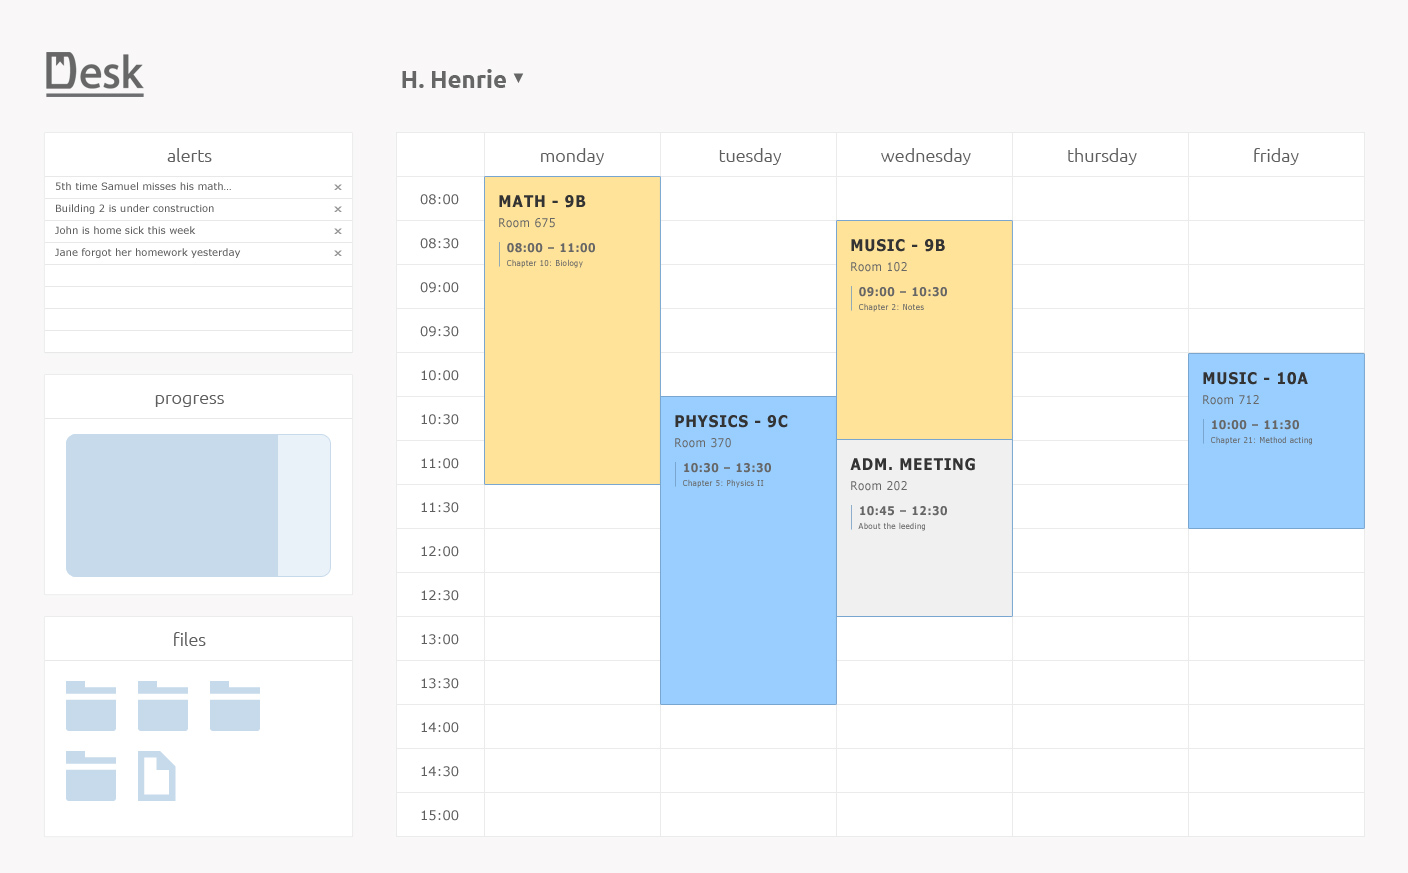 Desk
H. Henrie ▼
alerts
5th time Samuel misses his math... ×
Building 2 is under construction ×
John is home sick this week ×
Jane forgot her homework yesterday ×
progress
files
monday tuesday wednesday thursday friday
08:00
08:30
09:00
09:30
10:00
10:30
11:00
11:30
12:00
12:30
13:00
13:30
14:00
14:30
15:00
MATH - 9B
Room 675
08:00 – 11:00
Chapter 10: Biology
PHYSICS - 9C
Room 370
10:30 – 13:30
Chapter 5: Physics II
MUSIC - 9B
Room 102
09:00 – 10:30
Chapter 2: Notes
ADM. MEETING
Room 202
10:45 – 12:30
About the leeding
MUSIC - 10A
Room 712
10:00 – 11:30
Chapter 21: Method acting